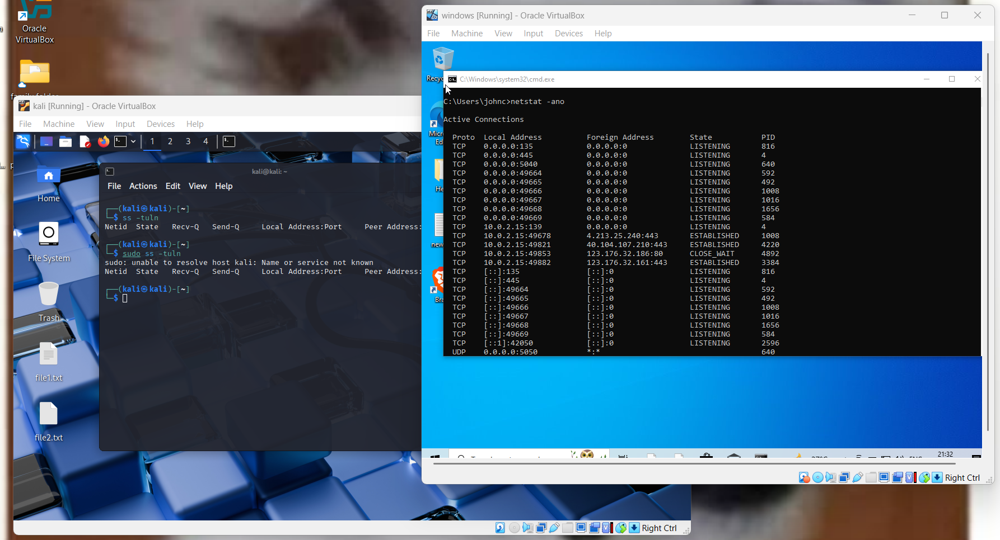 Oracle
VirtualBox
kali [Running] - Oracle VirtualBox
File Machine View Input Devices Help
1 2 3 4
Home
File System
Trash
file1.txt
file2.txt
kali@kali: ~
File Actions Edit View Help
┌──(kali㉿kali)-[~]
└─$ ss -tuln
Netid State Recv-Q Send-Q Local Address:Port Peer Address:
┌──(kali㉿kali)-[~]
└─$ sudo ss -tuln
sudo: unable to resolve host kali: Name or service not known
Netid State Recv-Q Send-Q Local Address:Port Peer Address:
┌──(kali㉿kali)-[~]
└─$
Right Ctrl
windows [Running] - Oracle VirtualBox
File Machine View Input Devices Help
Recyc
Micr
Ed
He
new
Bra
C:\Windows\system32\cmd.exe
C:\Users\johnc>netstat -ano
Active Connections
Proto Local Address Foreign Address State PID
TCP 0.0.0.0:135 0.0.0.0:0 LISTENING 816
TCP 0.0.0.0:445 0.0.0.0:0 LISTENING 4
TCP 0.0.0.0:5040 0.0.0.0:0 LISTENING 640
TCP 0.0.0.0:49664 0.0.0.0:0 LISTENING 592
TCP 0.0.0.0:49665 0.0.0.0:0 LISTENING 492
TCP 0.0.0.0:49666 0.0.0.0:0 LISTENING 1008
TCP 0.0.0.0:49667 0.0.0.0:0 LISTENING 1016
TCP 0.0.0.0:49668 0.0.0.0:0 LISTENING 1656
TCP 0.0.0.0:49669 0.0.0.0:0 LISTENING 584
TCP 10.0.2.15:139 0.0.0.0:0 LISTENING 4
TCP 10.0.2.15:49678 4.213.25.240:443 ESTABLISHED 1008
TCP 10.0.2.15:49821 40.104.107.210:443 ESTABLISHED 4220
TCP 10.0.2.15:49853 123.176.32.186:80 CLOSE_WAIT 4892
TCP 10.0.2.15:49882 123.176.32.161:443 ESTABLISHED 3384
TCP [::]:135 [::]:0 LISTENING 816
TCP [::]:445 [::]:0 LISTENING 4
TCP [::]:49664 [::]:0 LISTENING 592
TCP [::]:49665 [::]:0 LISTENING 492
TCP [::]:49666 [::]:0 LISTENING 1008
TCP [::]:49667 [::]:0 LISTENING 1016
TCP [::]:49668 [::]:0 LISTENING 1656
TCP [::]:49669 [::]:0 LISTENING 584
TCP [::1]:42050 [::]:0 LISTENING 2596
UDP 0.0.0.0:5050 *:* 640
21:32
Right Ctrl